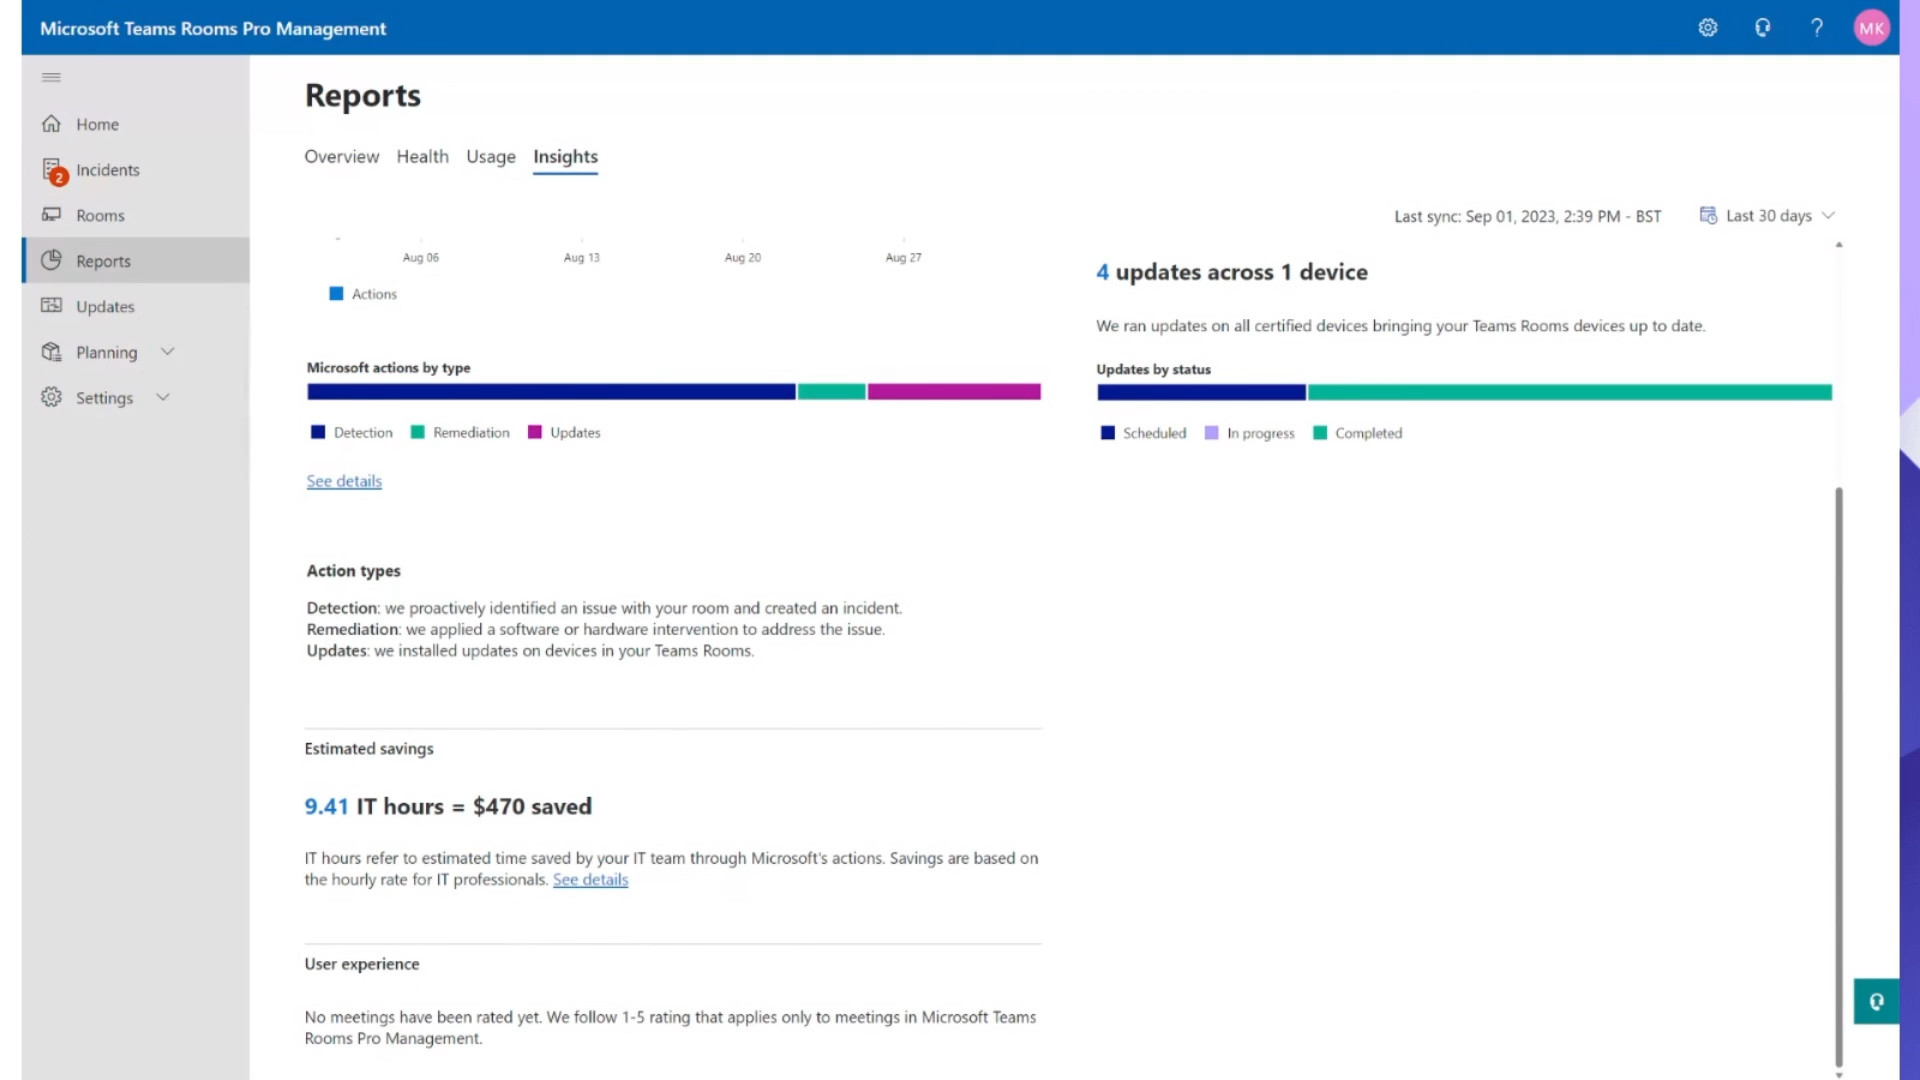 Microsoft Teams Rooms Pro Management
?
MK
Home
2
Incidents
Rooms
Reports
Updates
Planning
Settings
Reports
Overview Health Usage Insights
Last sync: Sep 01, 2023, 2:39 PM - BST Last 30 days
Aug 06 Aug 13 Aug 20 Aug 27
Actions
Microsoft actions by type
Detection Remediation Updates
See details
Action types
Detection: we proactively identified an issue with your room and created an incident.
Remediation: we applied a software or hardware intervention to address the issue.
Updates: we installed updates on devices in your Teams Rooms.
Estimated savings
9.41 IT hours = $470 saved
IT hours refer to estimated time saved by your IT team through Microsoft's actions. Savings are based on
the hourly rate for IT professionals. See details
User experience
No meetings have been rated yet. We follow 1-5 rating that applies only to meetings in Microsoft Teams
Rooms Pro Management.
4 updates across 1 device
We ran updates on all certified devices bringing your Teams Rooms devices up to date.
Updates by status
Scheduled In progress Completed